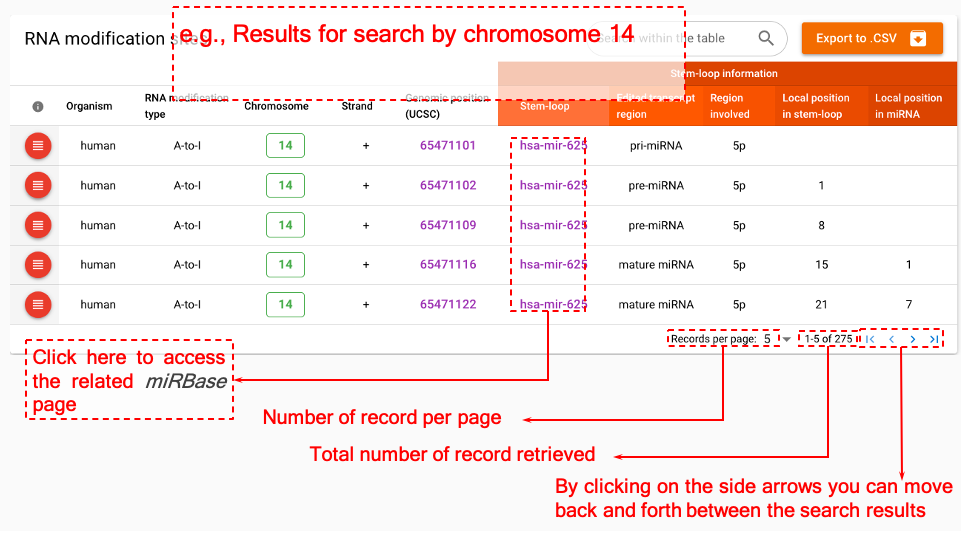 RNA modification
e.g., Results for search by chromosome 14
Search within the table
Export to .CSV
Stem-loop information
Organism
RNA modification type
Chromosome
Strand
Genomic position (UCSC)
Stem-loop
Edited transcript region
Region involved
Local position in stem-loop
Local position in miRNA
human A-to-I 14 + 65471101 hsa-mir-625 pri-miRNA 5p
human A-to-I 14 + 65471102 hsa-mir-625 pre-miRNA 5p 1
human A-to-I 14 + 65471109 hsa-mir-625 pre-miRNA 5p 8
human A-to-I 14 + 65471116 hsa-mir-625 mature miRNA 5p 15 1
human A-to-I 14 + 65471122 hsa-mir-625 mature miRNA 5p 21 7
Records per page: 5 1-5 of 275
Click here to access
the related miRBase
page
Number of record per page
Total number of record retrieved
By clicking on the side arrows you can move
back and forth between the search results